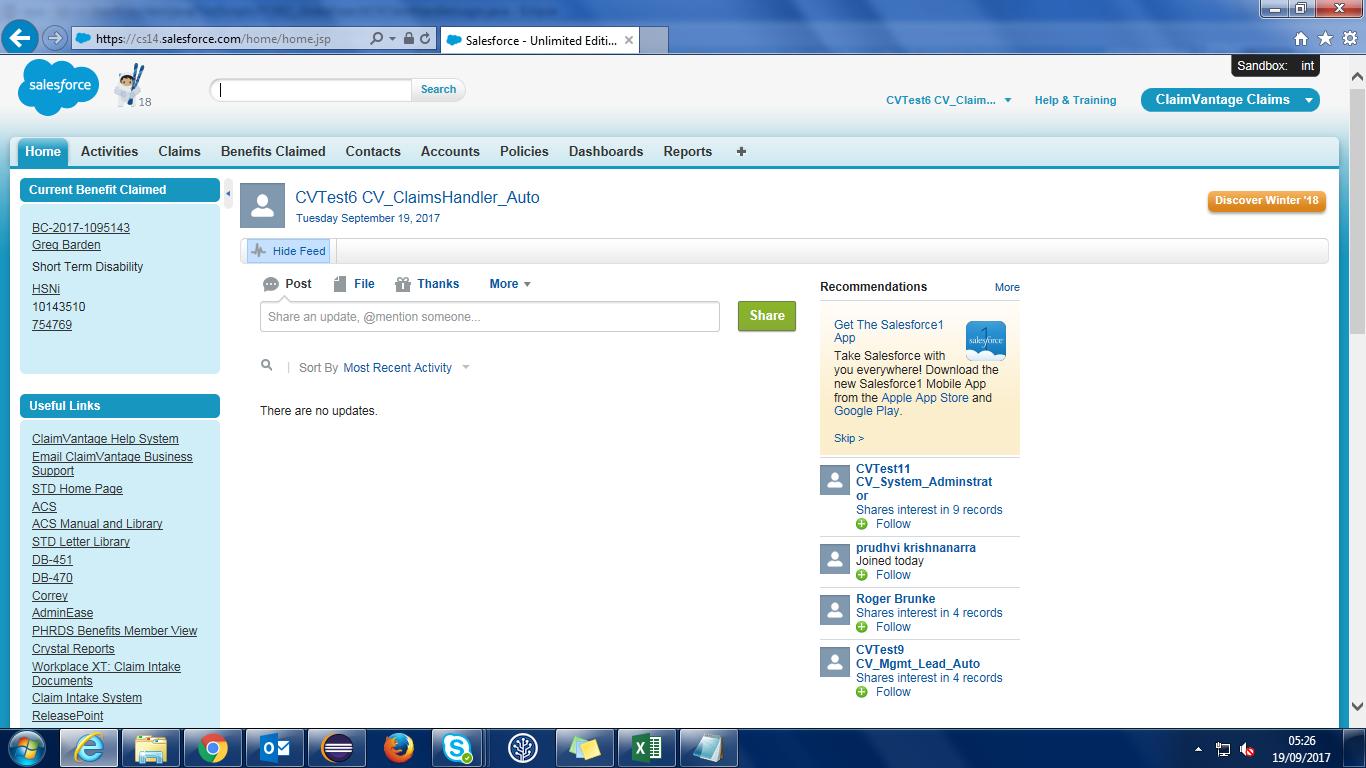 https://cs14.salesforce.com/home/home.jsp
Salesforce - Unlimited Editi...
Sandbox: int
salesforce
18
Search
CVTest6 CV_Claim...
Help & Training
ClaimVantage Claims
Home
Activities
Claims
Benefits Claimed
Contacts
Accounts
Policies
Dashboards
Reports
Current Benefit Claimed
BC-2017-1095143
Greg Barden
Short Term Disability
HSNi
10143510
754769
Useful Links
ClaimVantage Help System
Email ClaimVantage Business
Support
STD Home Page
ACS
ACS Manual and Library
STD Letter Library
DB-451
DB-470
Correy
AdminEase
PHRDS Benefits Member View
Crystal Reports
Workplace XT: Claim Intake
Documents
Claim Intake System
ReleasePoint
CVTest6 CV_ClaimsHandler_Auto
Tuesday September 19, 2017
Discover Winter '18
Hide Feed
Post
File
Thanks
More
Share an update, @mention someone...
Share
Sort By Most Recent Activity
There are no updates.
Recommendations
More
Get The Salesforce1
App
salesforce
Take Salesforce with
you everywhere! Download the
new Salesforce1 Mobile App
from the Apple App Store and
Google Play.
Skip >
CVTest11
CV_System_Adminstrat
or
Shares interest in 9 records
Follow
prudhvi krishnanarra
Joined today
Follow
Roger Brunke
Shares interest in 4 records
Follow
CVTest9
CV_Mgmt_Lead_Auto
Shares interest in 4 records
Follow
05:26
19/09/2017